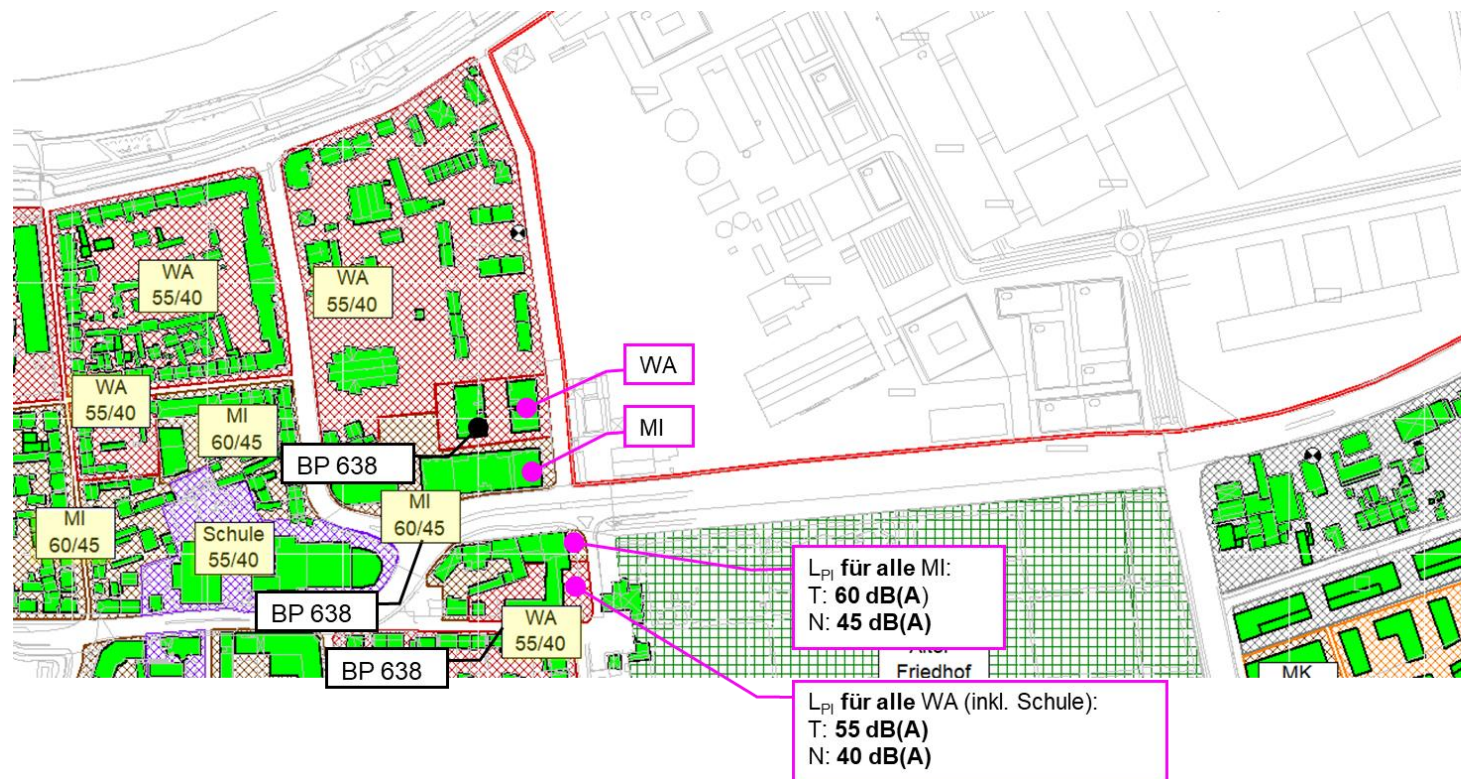 WA
55/40
WA
55/40
WA
WA
55/40
MI
60/45
MI
BP 638
MI
60/45
MI
60/45
Schule
55/40
BP 638
WA
55/40
BP 638
LPI für alle MI:
T: 60 dB(A)
N: 45 dB(A)
Alter
Friedhof
MK
LPI für alle WA (inkl. Schule):
T: 55 dB(A)
N: 40 dB(A)